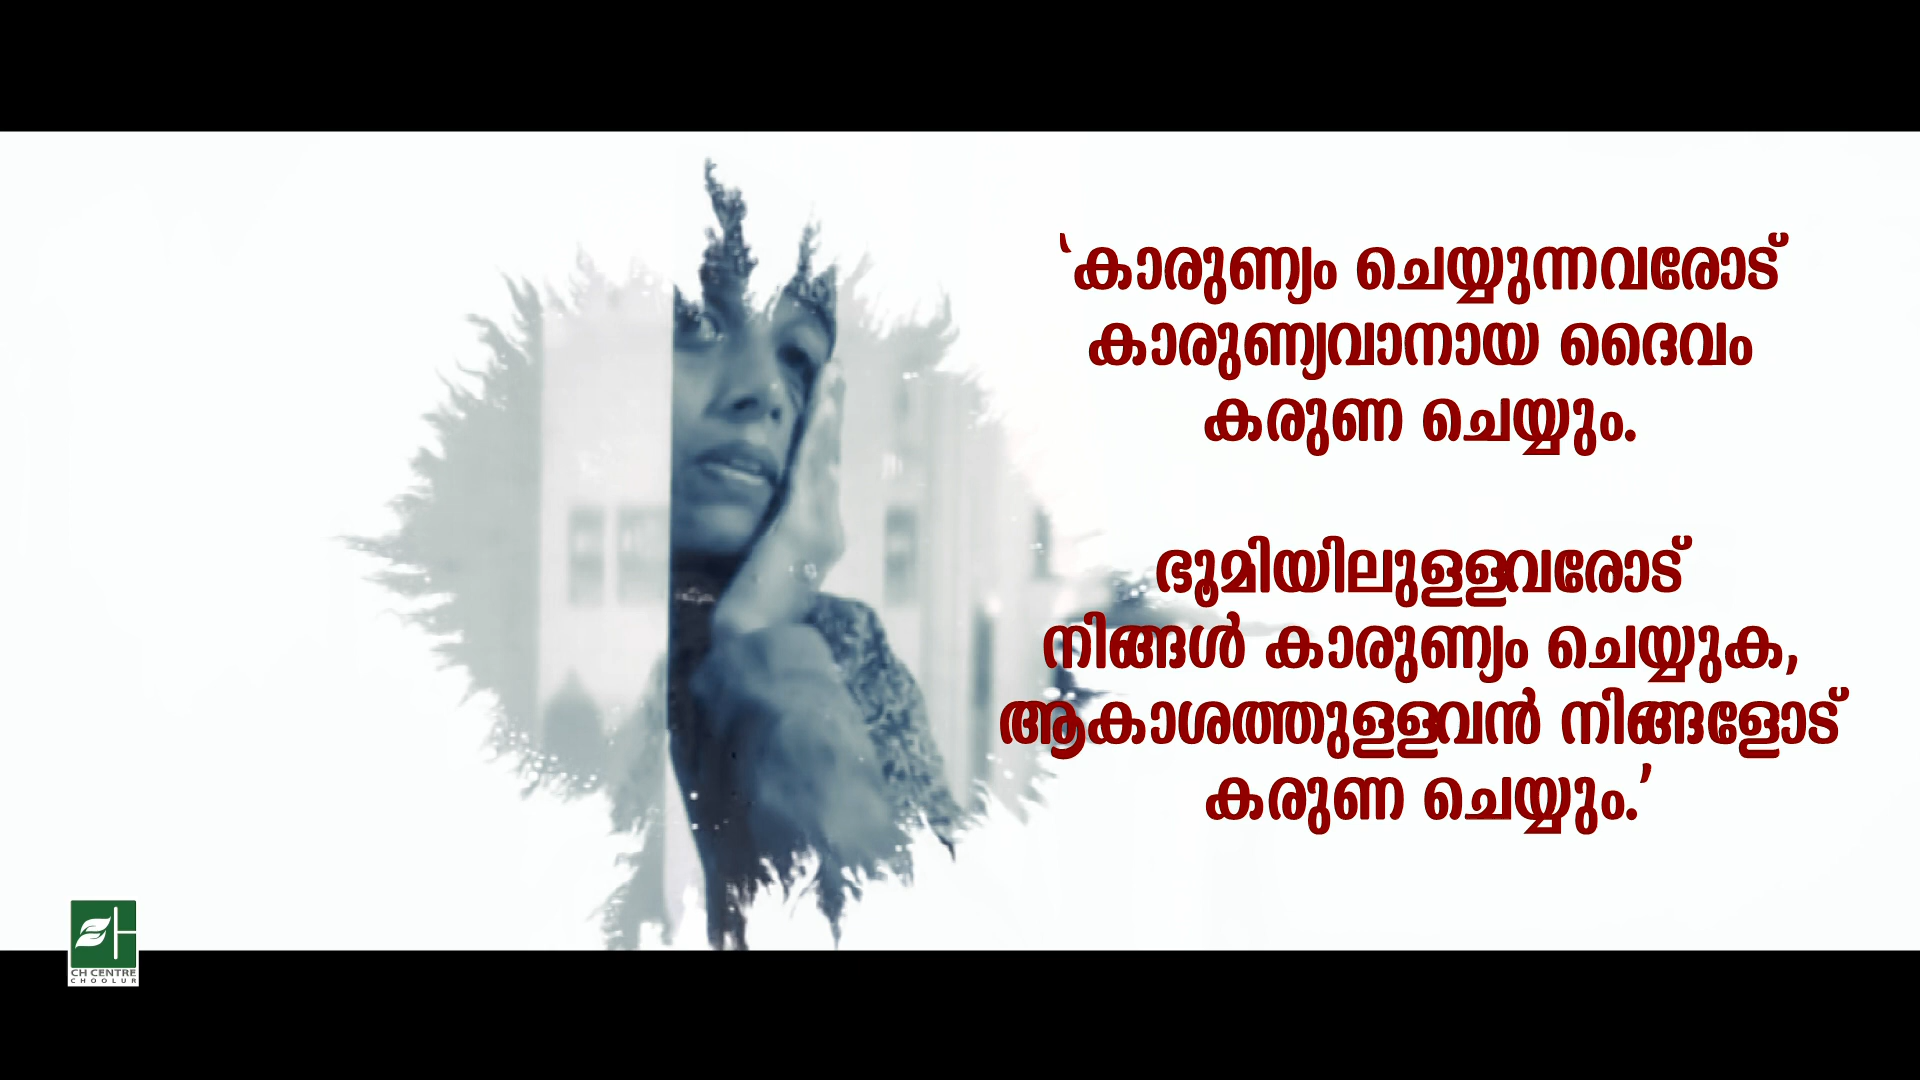 ‘കാരുണ്യം ചെയ്യുന്നവരോട്
കാരുണ്യവാനായ ദൈവം
കരുണ ചെയ്യും.
ഭൂമിയിലുള്ളവരോട്
നിങ്ങൾ കാരുണ്യം ചെയ്യുക,
ആകാശത്തുള്ളവൻ നിങ്ങളോട്
കരുണ ചെയ്യും.’
CH CENTRE
CHOOLUR